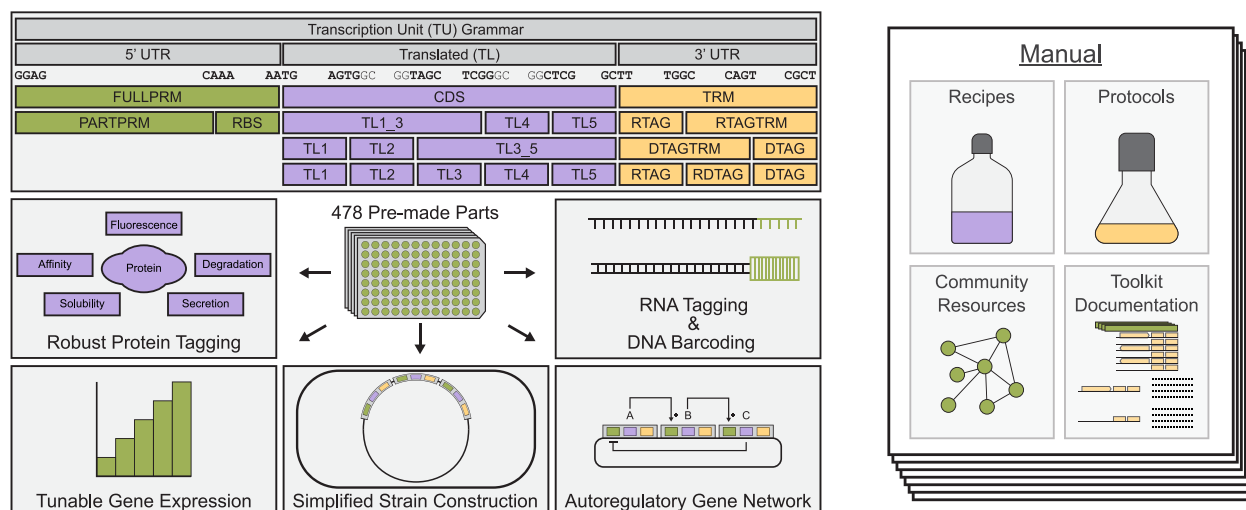 Transcription Unit (TU) Grammar
5' UTR Translated (TL) 3' UTR
GGAG CAAA AATG AGTGGC GGTAGC TCGGGC GGCTCG GCTT TGGC CAGT CGCT
FULLPRM CDS TRM
PARTPRM RBS TL1_3 TL4 TL5 RTAG RTAGTRM
TL1 TL2 TL3_5 DTAGTRM DTAG
TL1 TL2 TL3 TL4 TL5 RTAG RDTAG DTAG
Fluorescence
Affinity Protein Degradation
Solubility Secretion
Robust Protein Tagging
478 Pre-made Parts
RNA Tagging
&
DNA Barcoding
Tunable Gene Expression
Simplified Strain Construction
A B C
Autoregulatory Gene Network
Manual
Recipes
Protocols
Community
Resources
Toolkit
Documentation